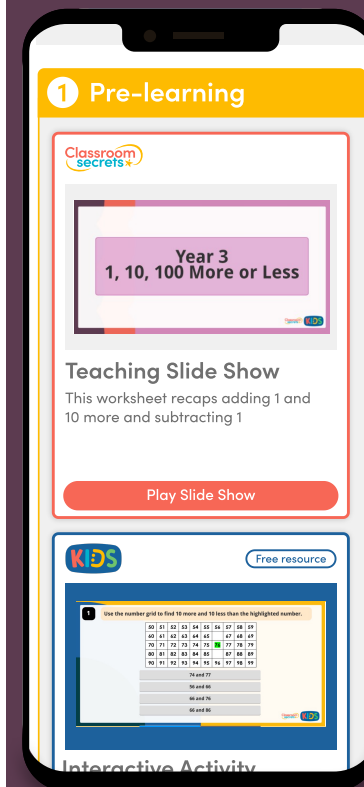 1 Pre-learning
Classroom
secrets
Year 3
1, 10, 100 More or Less
KIDS
Teaching Slide Show
This worksheet recaps adding 1 and
10 more and subtracting 1
Play Slide Show
KIDS
Free resource
1 Use the number grid to find 10 more and 10 less than the highlighted number.
50 51 52 53 54 55 56 57 58 59
60 61 62 63 64 65 67 68 69
70 71 72 73 74 75 76 77 78 79
80 81 82 83 84 85 87 88 89
90 91 92 93 94 95 96 97 98 99
74 and 77
56 and 66
66 and 76
66 and 86
KIDS
Interactive Activity